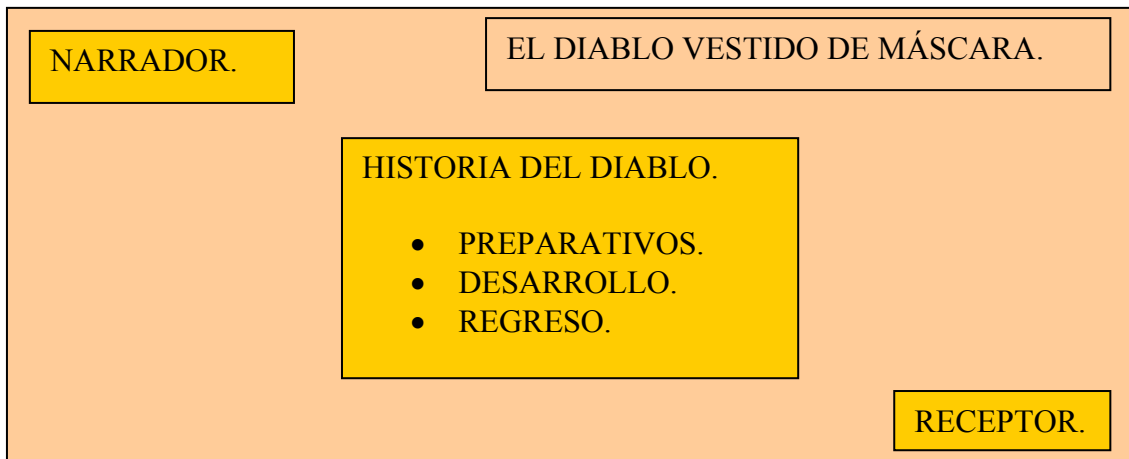 NARRADOR.
EL DIABLO VESTIDO DE MÁSCARA.
HISTORIA DEL DIABLO.
• PREPARATIVOS.
• DESARROLLO.
• REGRESO.
RECEPTOR.